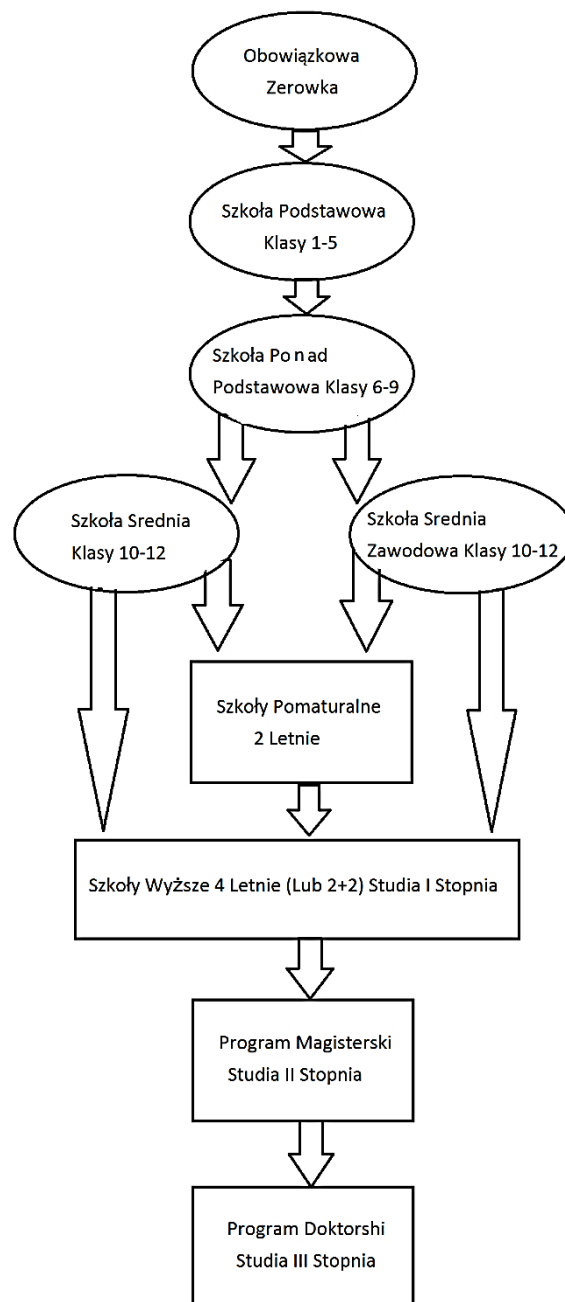 Obowiązkowa
Zerowka
Szkoła Podstawowa
Klasy 1-5
Szkoła Ponad
Podstawowa Klasy 6-9
Szkoła Srednia
Klasy 10-12
Szkoła Srednia
Zawodowa Klasy 10-12
Szkoły Pomaturalne
2 Letnie
Szkoły Wyższe 4 Letnie (Lub 2+2) Studia I Stopnia
Program Magisterski
Studia II Stopnia
Program Doktorshi
Studia III Stopnia